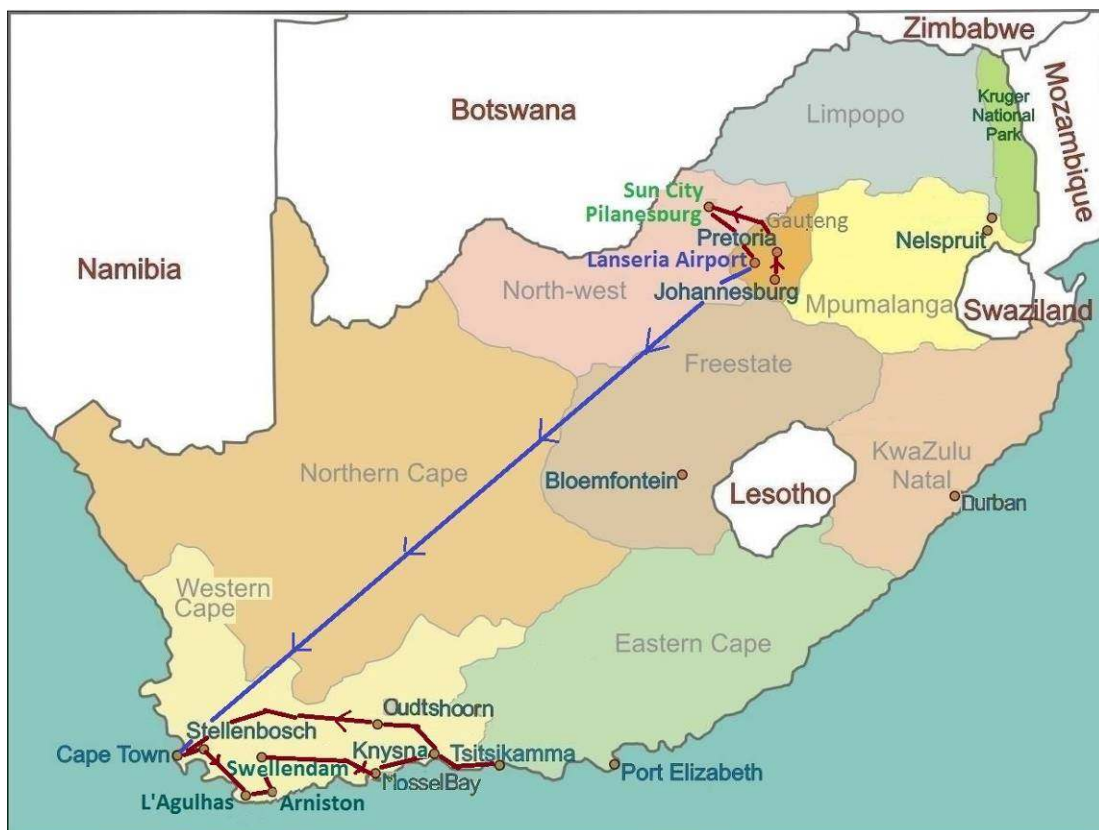 Zimbabwe
Mozambique
Kruger
National
Park
Limpopo
Botswana
Sun City
Pilanesburg
Gauteng
Pretoria
Nelspruit
Namibia
Lanseria Airport
North-west
Johannesburg
Mpumalanga
Swaziland
Freestate
KwaZulu
Natal
Northern Cape
Bloemfontein
Lesotho
Durban
Western
Cape
Eastern Cape
Oudtshoorn
Stellenbosch
Cape Town
Knysna
Tsitsikamma
Swellendam
MosselBay
Port Elizabeth
L'Agulhas
Arniston